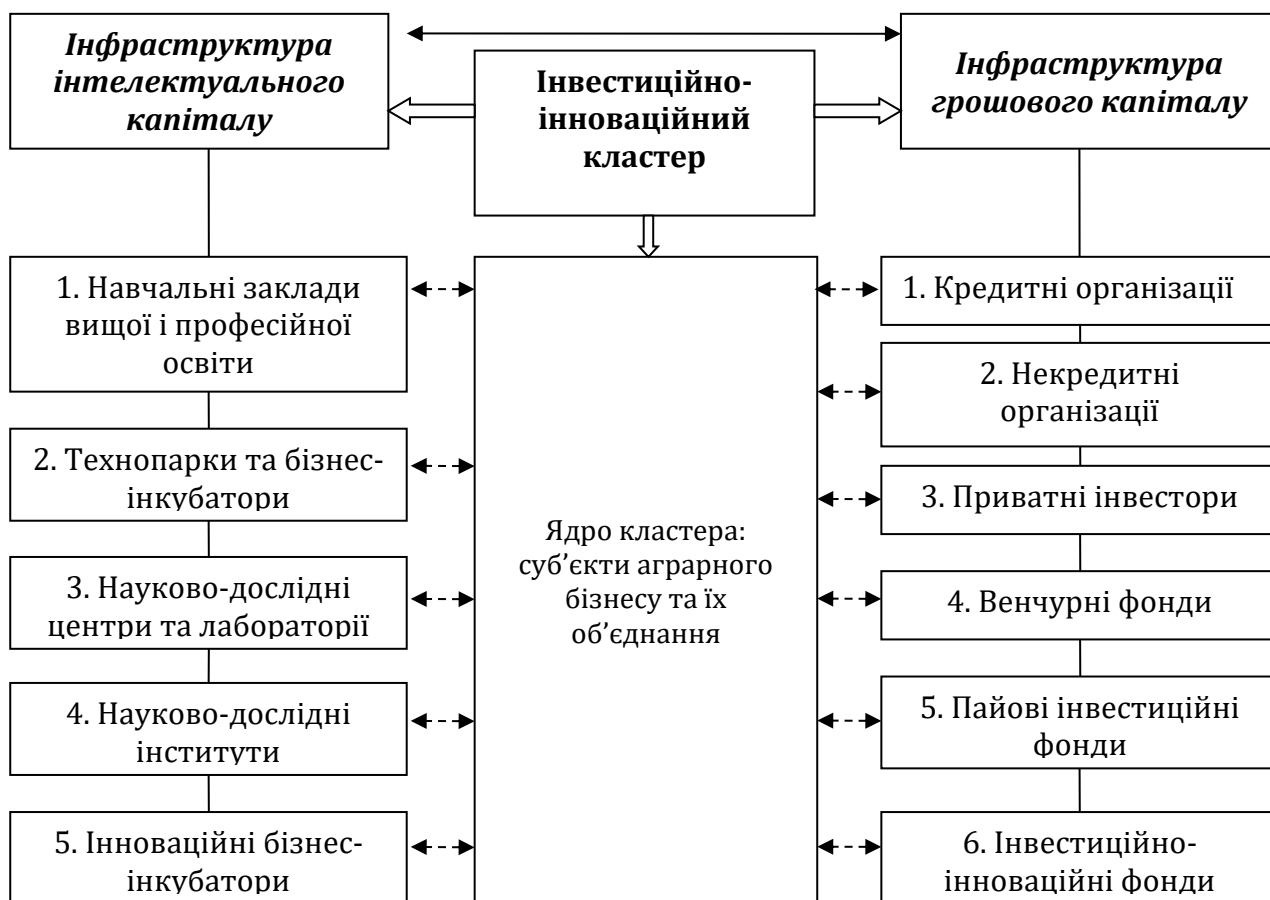 Інфраструктура
інтелектуального
капіталу
Інвестиційно-
інноваційний
кластер
Інфраструктура
грошового капіталу
1. Навчальні заклади
вищої і професійної
освіти
2. Технопарки та бізнес-
інкубатори
3. Науково-дослідні
центри та лабораторії
4. Науково-дослідні
інститути
5. Інноваційні бізнес-
інкубатори
Ядро кластера:
суб’єкти аграрного
бізнесу та їх
об’єднання
1. Кредитні організації
2. Некредитні
організації
3. Приватні інвестори
4. Венчурні фонди
5. Пайові інвестиційні
фонди
6. Інвестиційно-
інноваційні фонди